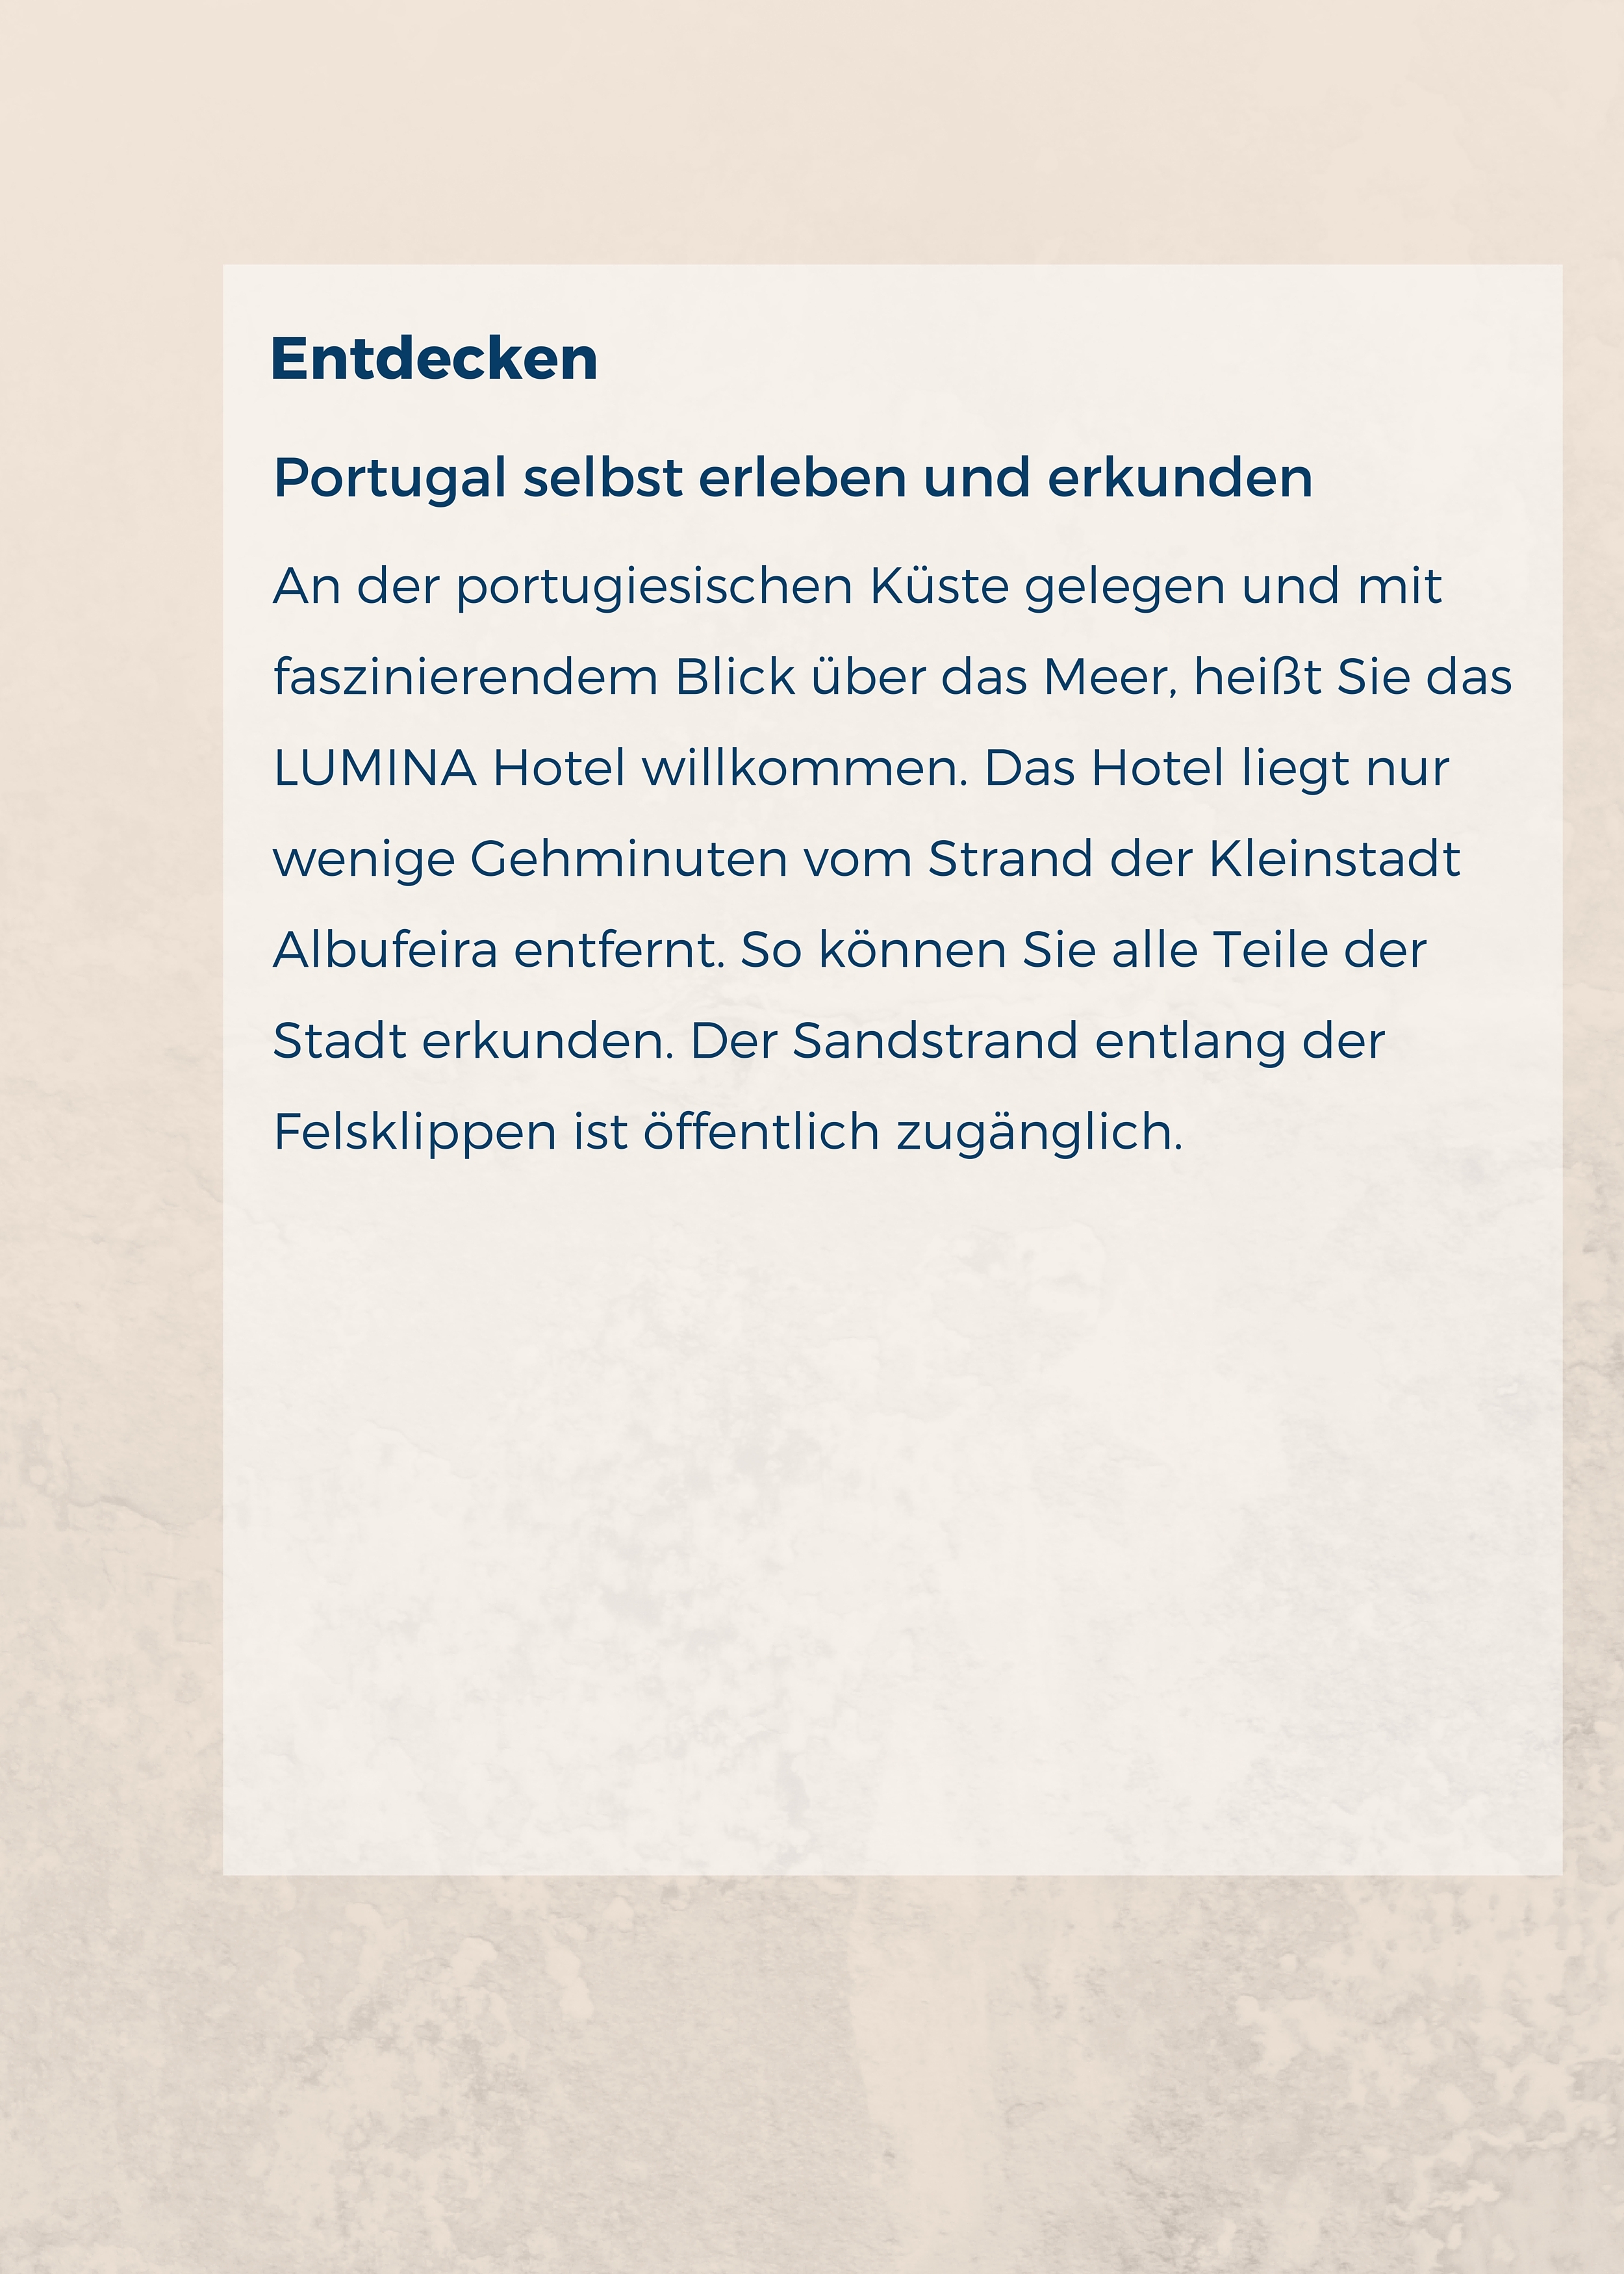 Entdecken
Portugal selbst erleben und erkunden
An der portugiesischen Küste gelegen und mit
faszinierendem Blick über das Meer, heißt Sie das
LUMINA Hotel willkommen. Das Hotel liegt nur
wenige Gehminuten vom Strand der Kleinstadt
Albufeira entfernt. So können Sie alle Teile der
Stadt erkunden. Der Sandstrand entlang der
Felsklippen ist öffentlich zugänglich.